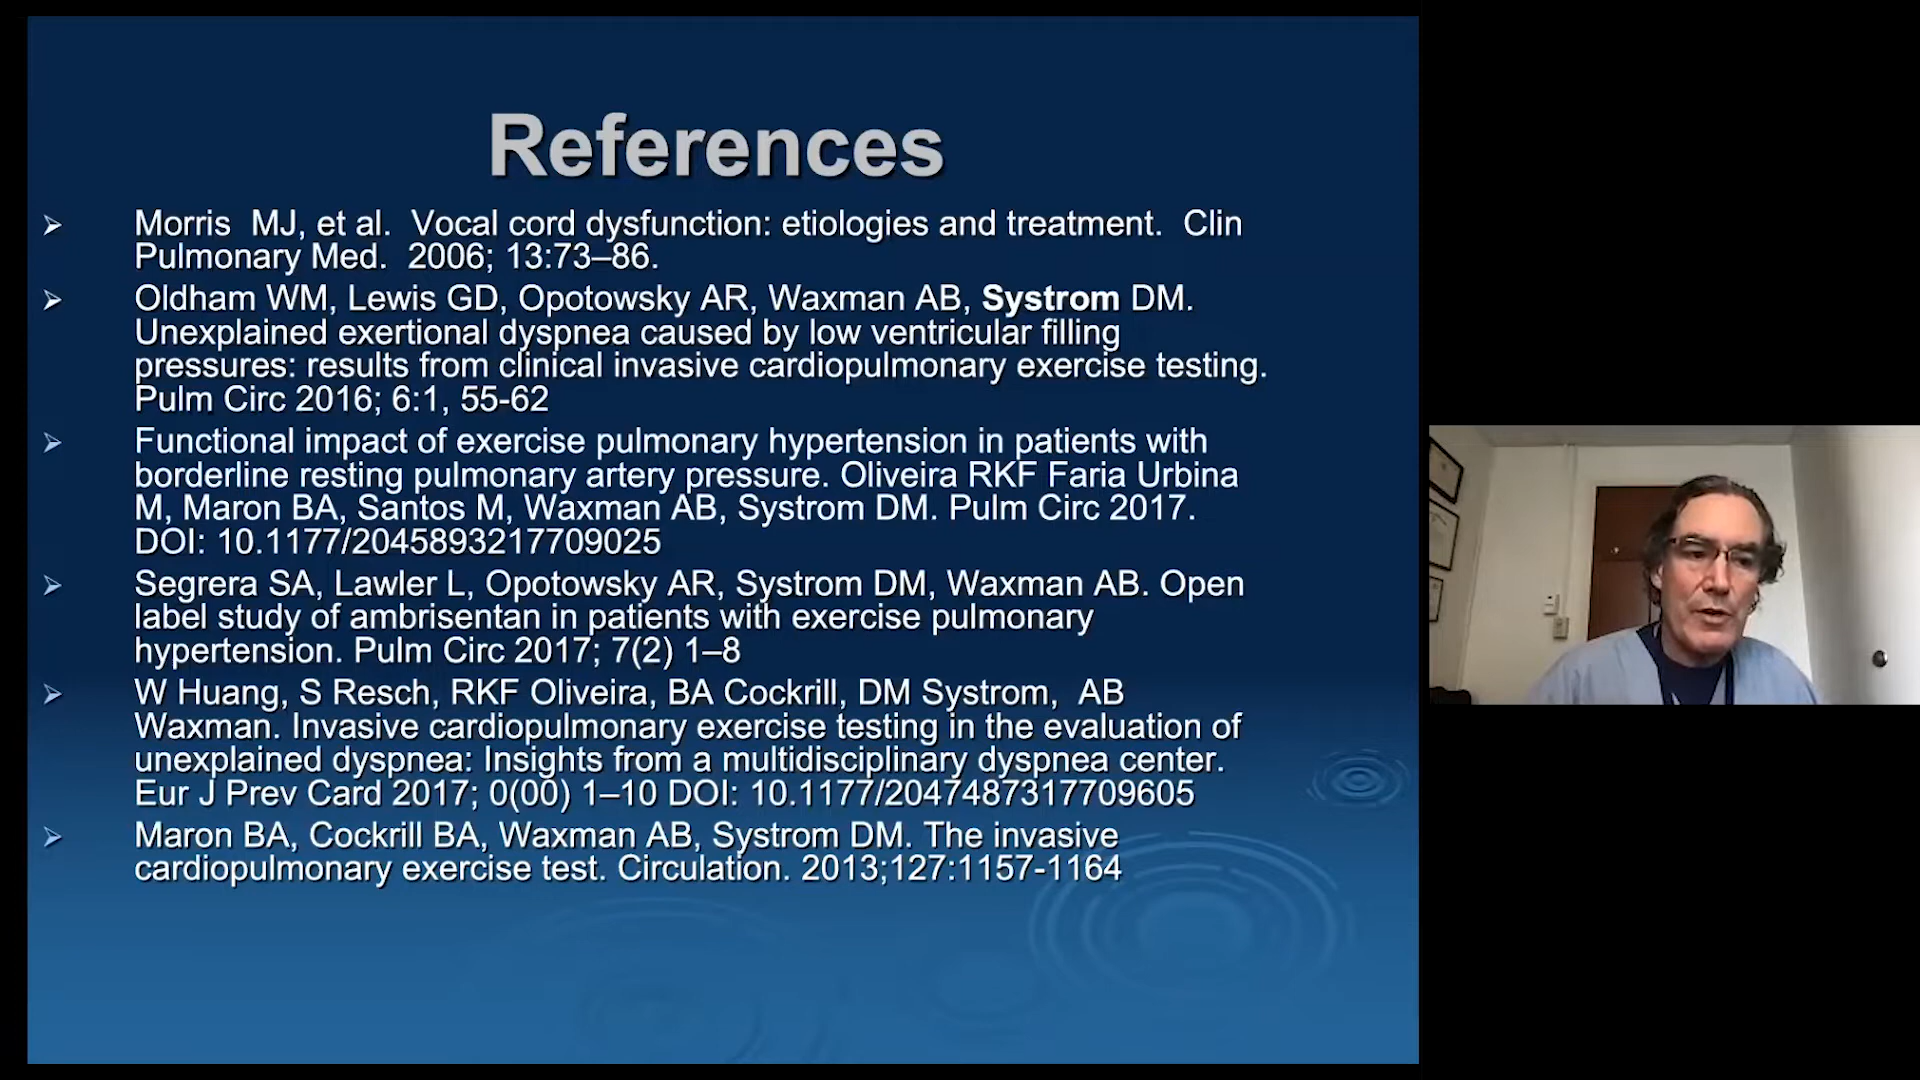 References
Morris  MJ, et al.  Vocal cord dysfunction: etiologies and treatment.  Clin
Pulmonary Med.  2006; 13:73–86.
Oldham WM, Lewis GD, Opotowsky AR, Waxman AB, Systrom DM.
Unexplained exertional dyspnea caused by low ventricular filling
pressures: results from clinical invasive cardiopulmonary exercise testing.
Pulm Circ 2016; 6:1, 55-62
Functional impact of exercise pulmonary hypertension in patients with
borderline resting pulmonary artery pressure. Oliveira RKF Faria Urbina
M, Maron BA, Santos M, Waxman AB, Systrom DM. Pulm Circ 2017.
DOI: 10.1177/2045893217709025
Segrera SA, Lawler L, Opotowsky AR, Systrom DM, Waxman AB. Open
label study of ambrisentan in patients with exercise pulmonary
hypertension. Pulm Circ 2017; 7(2) 1–8
W Huang, S Resch, RKF Oliveira, BA Cockrill, DM Systrom,  AB
Waxman. Invasive cardiopulmonary exercise testing in the evaluation of
unexplained dyspnea: Insights from a multidisciplinary dyspnea center.
Eur J Prev Card 2017; 0(00) 1–10 DOI: 10.1177/2047487317709605
Maron BA, Cockrill BA, Waxman AB, Systrom DM. The invasive
cardiopulmonary exercise test. Circulation. 2013;127:1157-1164